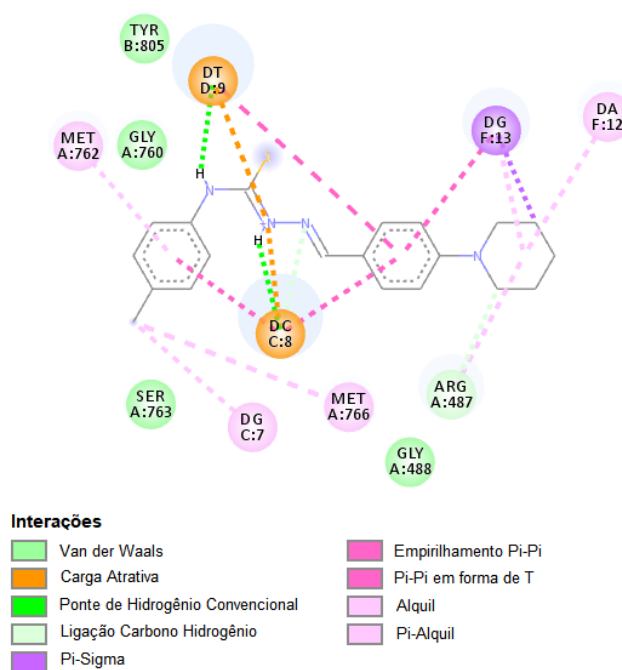 TYR
B:805
DT
D:9
DA
F:12
DG
F:13
MET
A:762
GLY
A:760
H
N
N
N
H
N
DC
C:8
ARG
A:487
SER
A:763
MET
A:766
DG
C:7
GLY
A:488
Interações
Van der Waals
Carga Atrativa
Ponte de Hidrogênio Convencional
Ligação Carbono Hidrogênio
Pi-Sigma
Empirilhamento Pi-Pi
Pi-Pi em forma de T
Alquil
Pi-Alquil